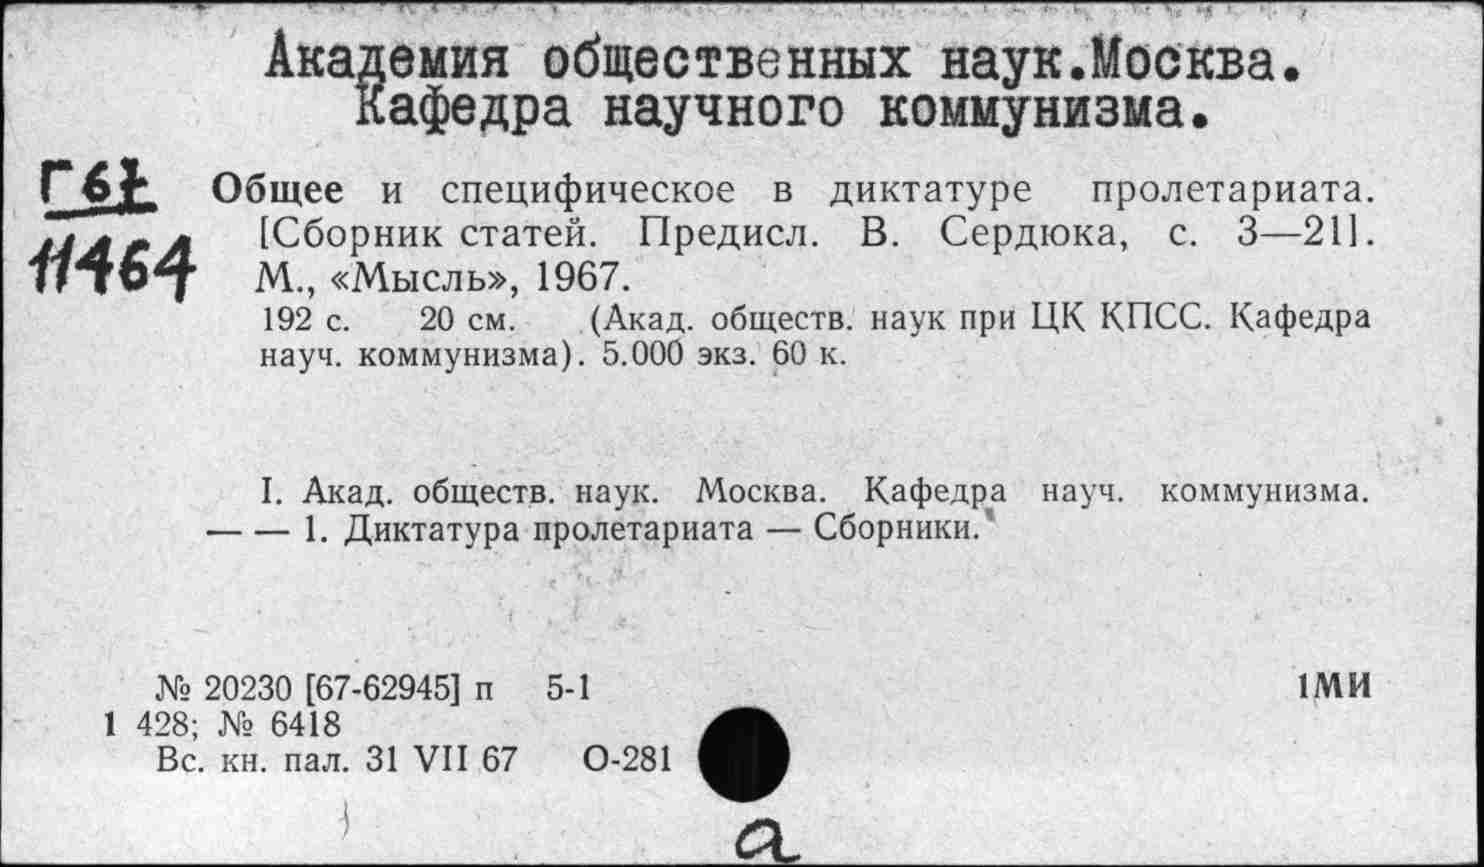 Академия общественных наук.Москва.
Кафедра научного коммунизма.
Общее и специфическое в диктатуре пролетариата.
[Сборник статей. Предисл. В. Сердюка, с. 3—21].
11464
М., «Мысль», 1967.
192 с. 20 см. (Акад. обществ. наук при ЦК КПСС. Кафедра
науч. коммунизма). 5.000 экз. 60 к.
I. Акад. обществ. наук. Москва. Кафедра науч. коммунизма.
— — 1. Диктатура пролетариата — Сборники.
№ 20230 [67-62945] п 5-1 1МИ
1 428; № 6418
Вс. кн. пал. 31 VII 67 О-281
а